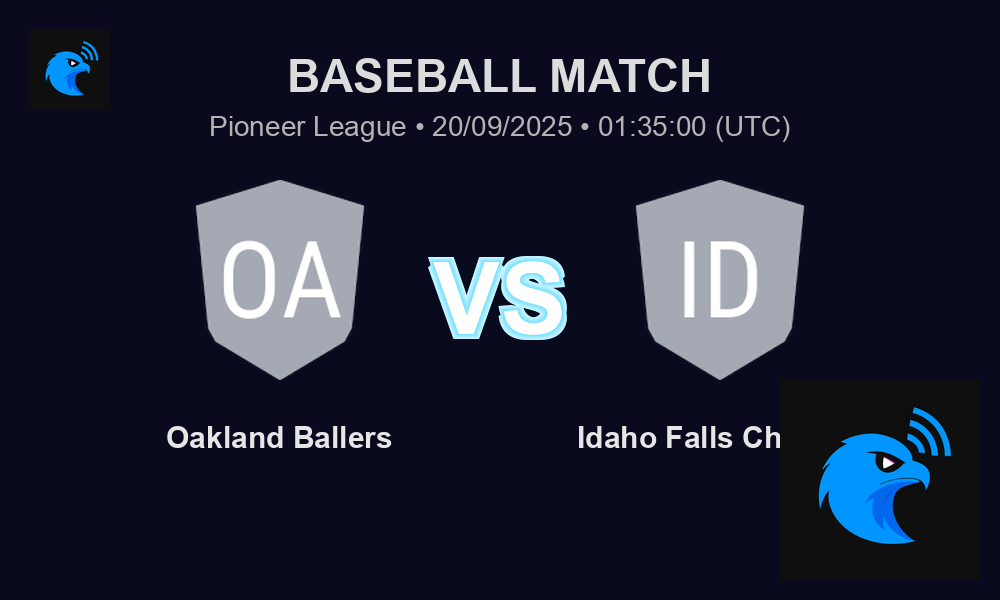 BASEBALL MATCH
Pioneer League • 20/09/2025 • 01:35:00 (UTC)
OA
VS
ID
Oakland Ballers
Idaho Falls Ch